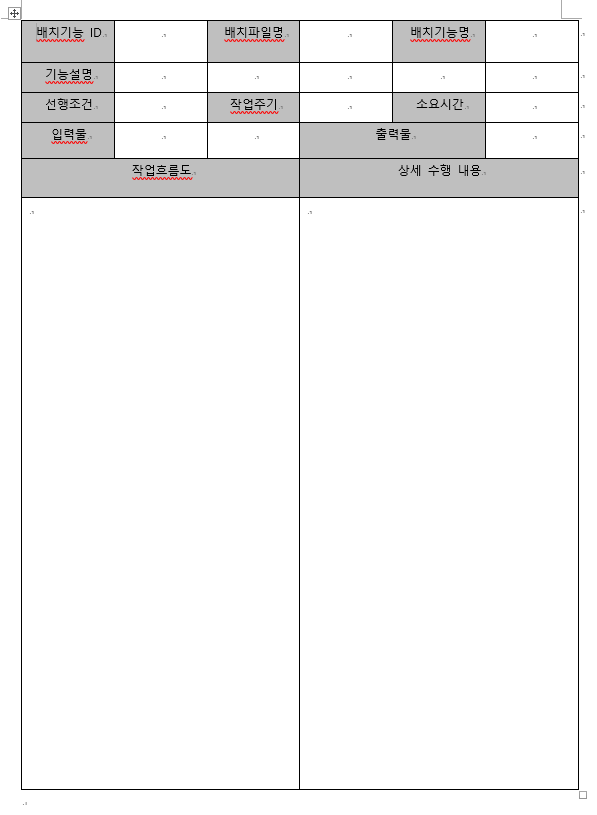 배치기능 ID 배치파일명 배치기능명
기능설명
선행조건 작업주기 소요시간
입력물 출력물
작업흐름도 상세 수행 내용